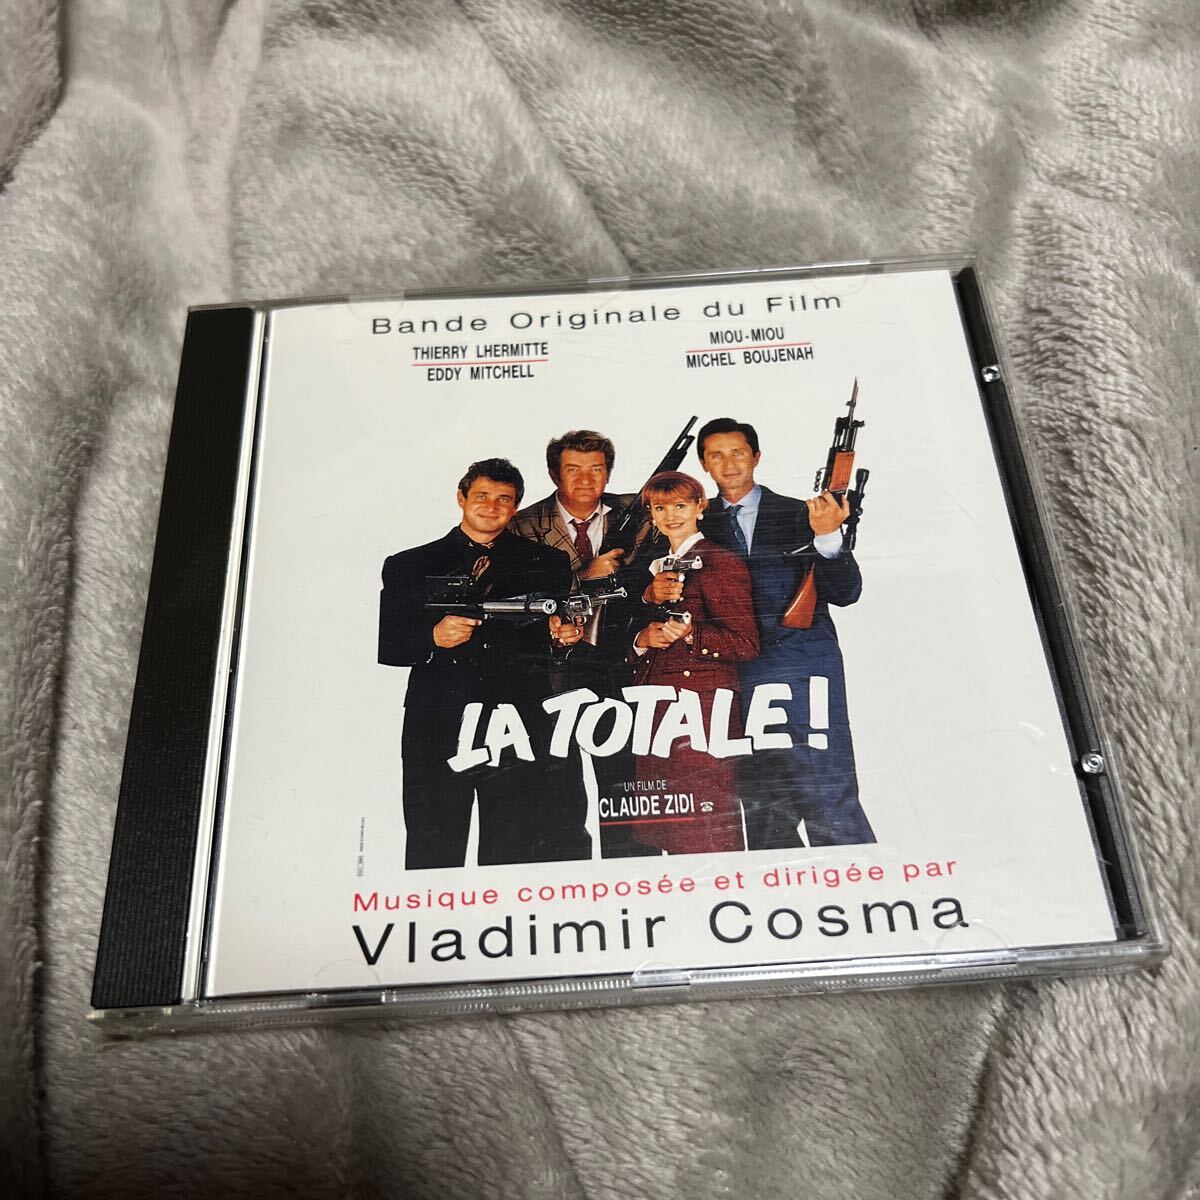 Bande Originale du Film
THIERRY LHERMITTE
EDDY MITCHELL
MIOU-MIOU
MICHEL BOUJENAH
LA TOTALE!
UN FILM DE
CLAUDE ZIDI
Musique composée et dirigée par
Vladimir Cosma